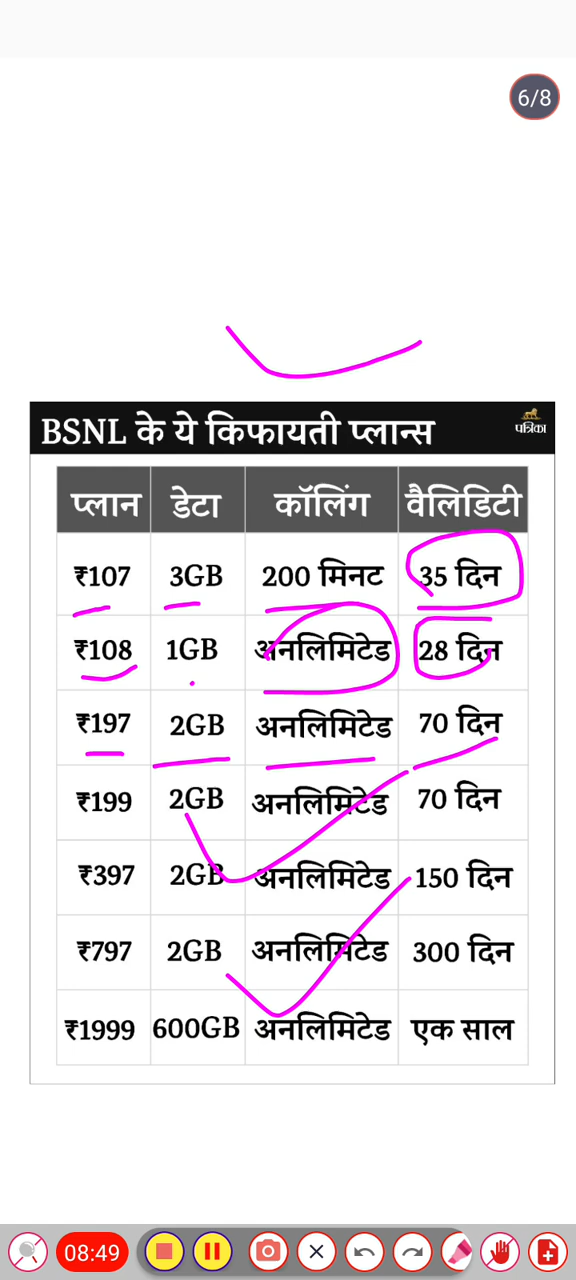 6/8
BSNL के ये किफायती प्लान्स
पत्रिका
प्लान डेटा कॉलिंग वैलिडिटी
₹107 3GB 200 मिनट 35 दिन
₹108 1GB अनलिमिटेड 28 दिन
₹197 2GB अनलिमिटेड 70 दिन
₹199 2GB अनलिमिटेड 70 दिन
₹397 2GB अनलिमिटेड 150 दिन
₹797 2GB अनलिमिटेड 300 दिन
₹1999 600GB अनलिमिटेड एक साल
08:49